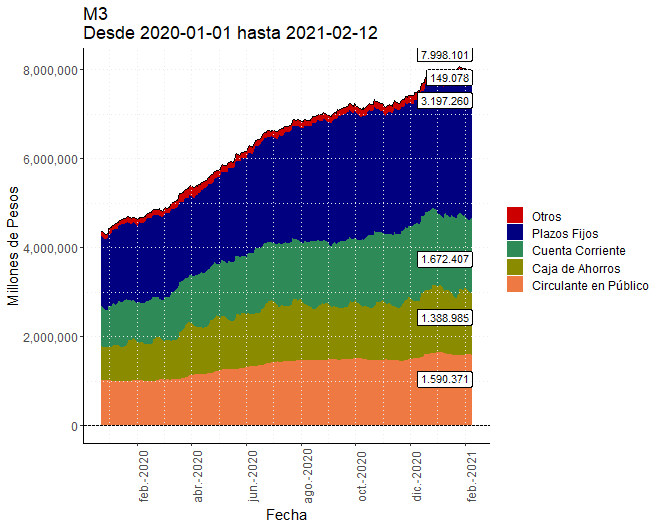 M3
Desde 2020-01-01 hasta 2021-02-12
Millones de Pesos
8,000,000
6,000,000
4,000,000
2,000,000
0
7.998.101
149.078
3.197.260
1.672.407
1.388.985
1.590.371
Otros
Plazos Fijos
Cuenta Corriente
Caja de Ahorros
Circulante en Público
feb.-2020
abr.-2020
jun.-2020
ago.-2020
oct.-2020
dic.-2020
feb.-2021
Fecha